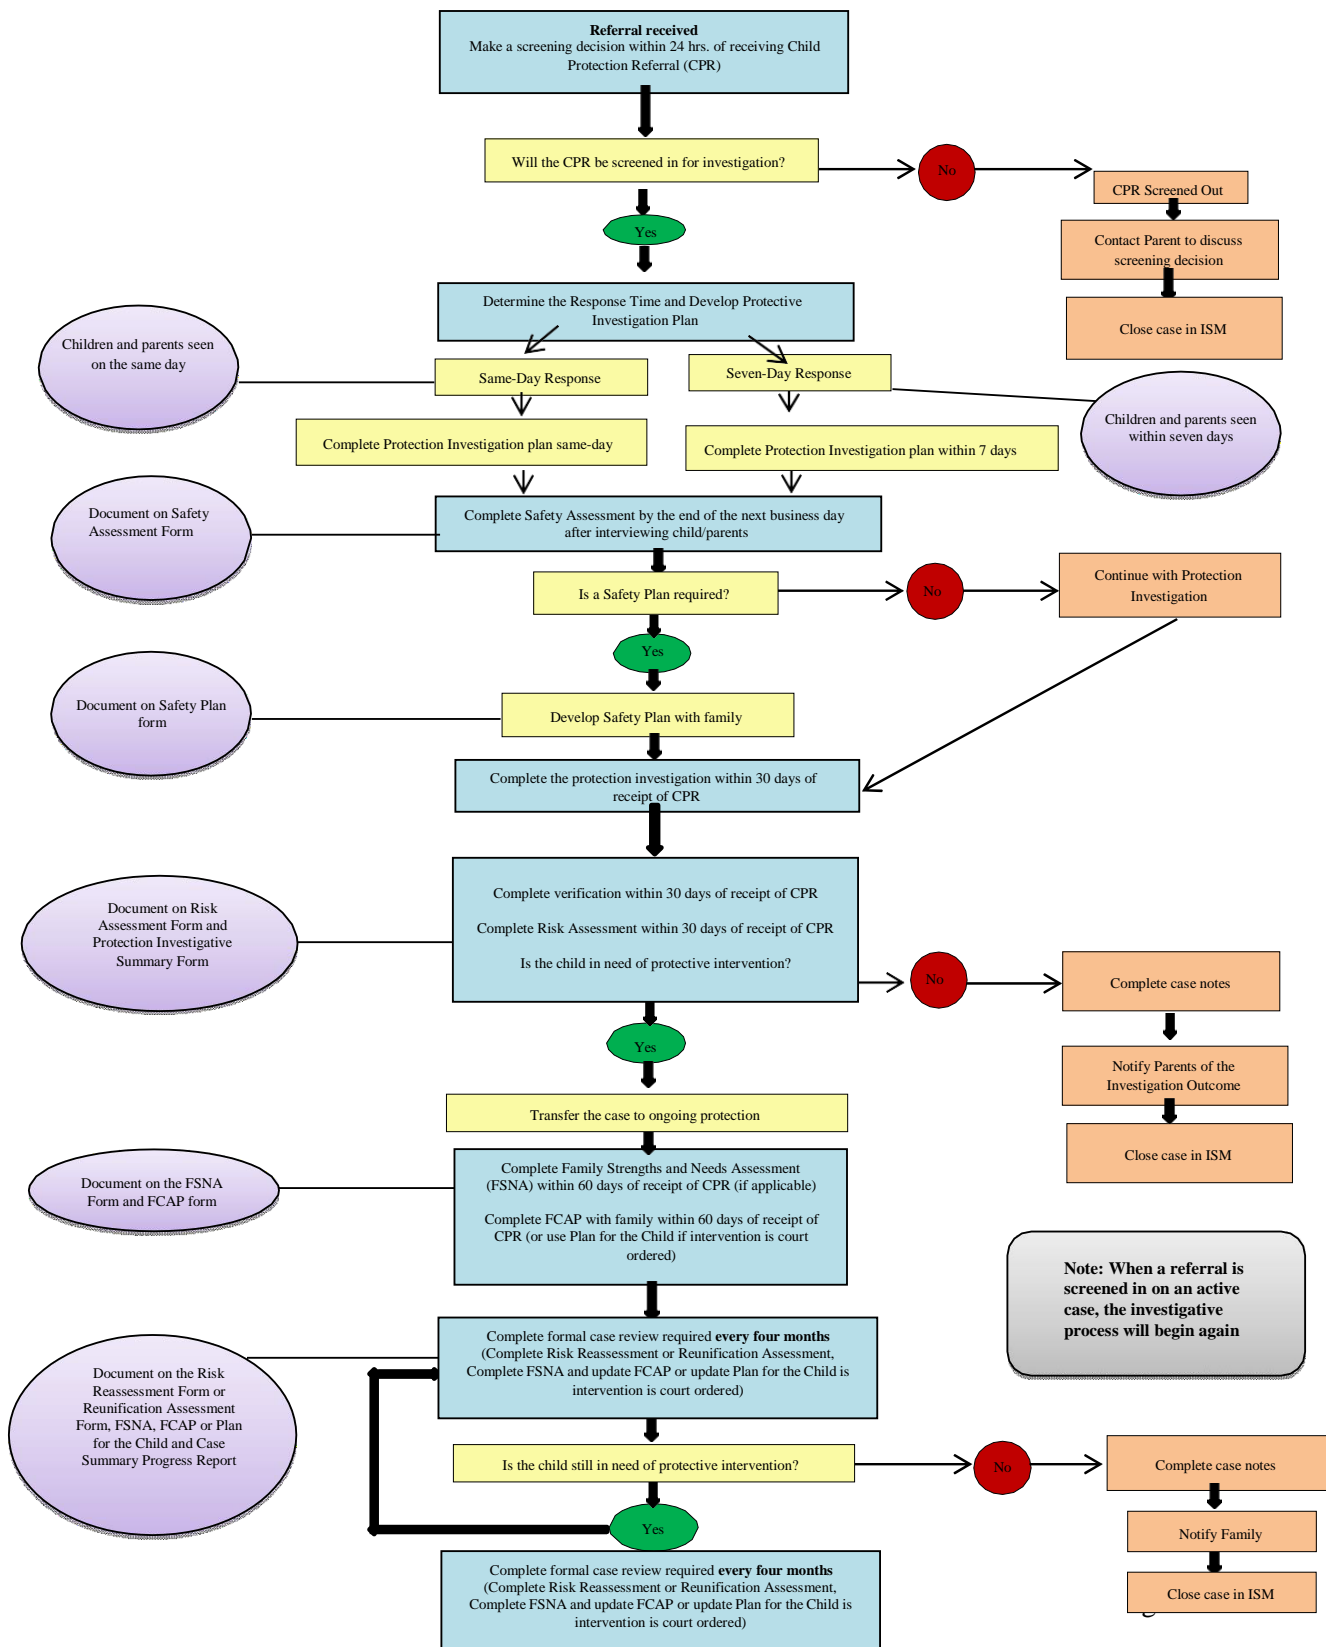 Referral received
Make a screening decision within 24 hrs. of receiving Child
Protection Referral (CPR)
Will the CPR be screened in for investigation?
No
CPR Screened Out
Yes
Contact Parent to discuss
screening decision
Determine the Response Time and Develop Protective
Investigation Plan
Close case in ISM
Children and parents seen
on the same day
Same-Day Response
Seven-Day Response
Children and parents seen
within seven days
Complete Protection Investigation plan same-day
Complete Protection Investigation plan within 7 days
Document on Safety
Assessment Form
Complete Safety Assessment by the end of the next business day
after interviewing child/parents
Is a Safety Plan required?
No
Continue with Protection
Investigation
Yes
Document on Safety Plan
form
Develop Safety Plan with family
Complete the protection investigation within 30 days of
receipt of CPR
Document on Risk
Assessment Form and
Protection Investigative
Summary Form
Complete verification within 30 days of receipt of CPR
Complete Risk Assessment within 30 days of receipt of CPR
Is the child in need of protective intervention?
No
Complete case notes
Yes
Notify Parents of the
Investigation Outcome
Transfer the case to ongoing protection
Close case in ISM
Document on the FSNA
Form and FCAP form
Complete Family Strengths and Needs Assessment
(FSNA) within 60 days of receipt of CPR (if applicable)
Complete FCAP with family within 60 days of receipt of
CPR (or use Plan for the Child if intervention is court
ordered)
Note: When a referral is
screened in on an active
case, the investigative
process will begin again
Document on the Risk
Reassessment Form or
Reunification Assessment
Form, FSNA, FCAP or Plan
for the Child and Case
Summary Progress Report
Complete formal case review required every four months
(Complete Risk Reassessment or Reunification Assessment,
Complete FSNA and update FCAP or update Plan for the Child is
intervention is court ordered)
Is the child still in need of protective intervention?
No
Complete case notes
Yes
Notify Family
Close case in ISM
Complete formal case review required every four months
(Complete Risk Reassessment or Reunification Assessment,
Complete FSNA and update FCAP or update Plan for the Child is
intervention is court ordered)